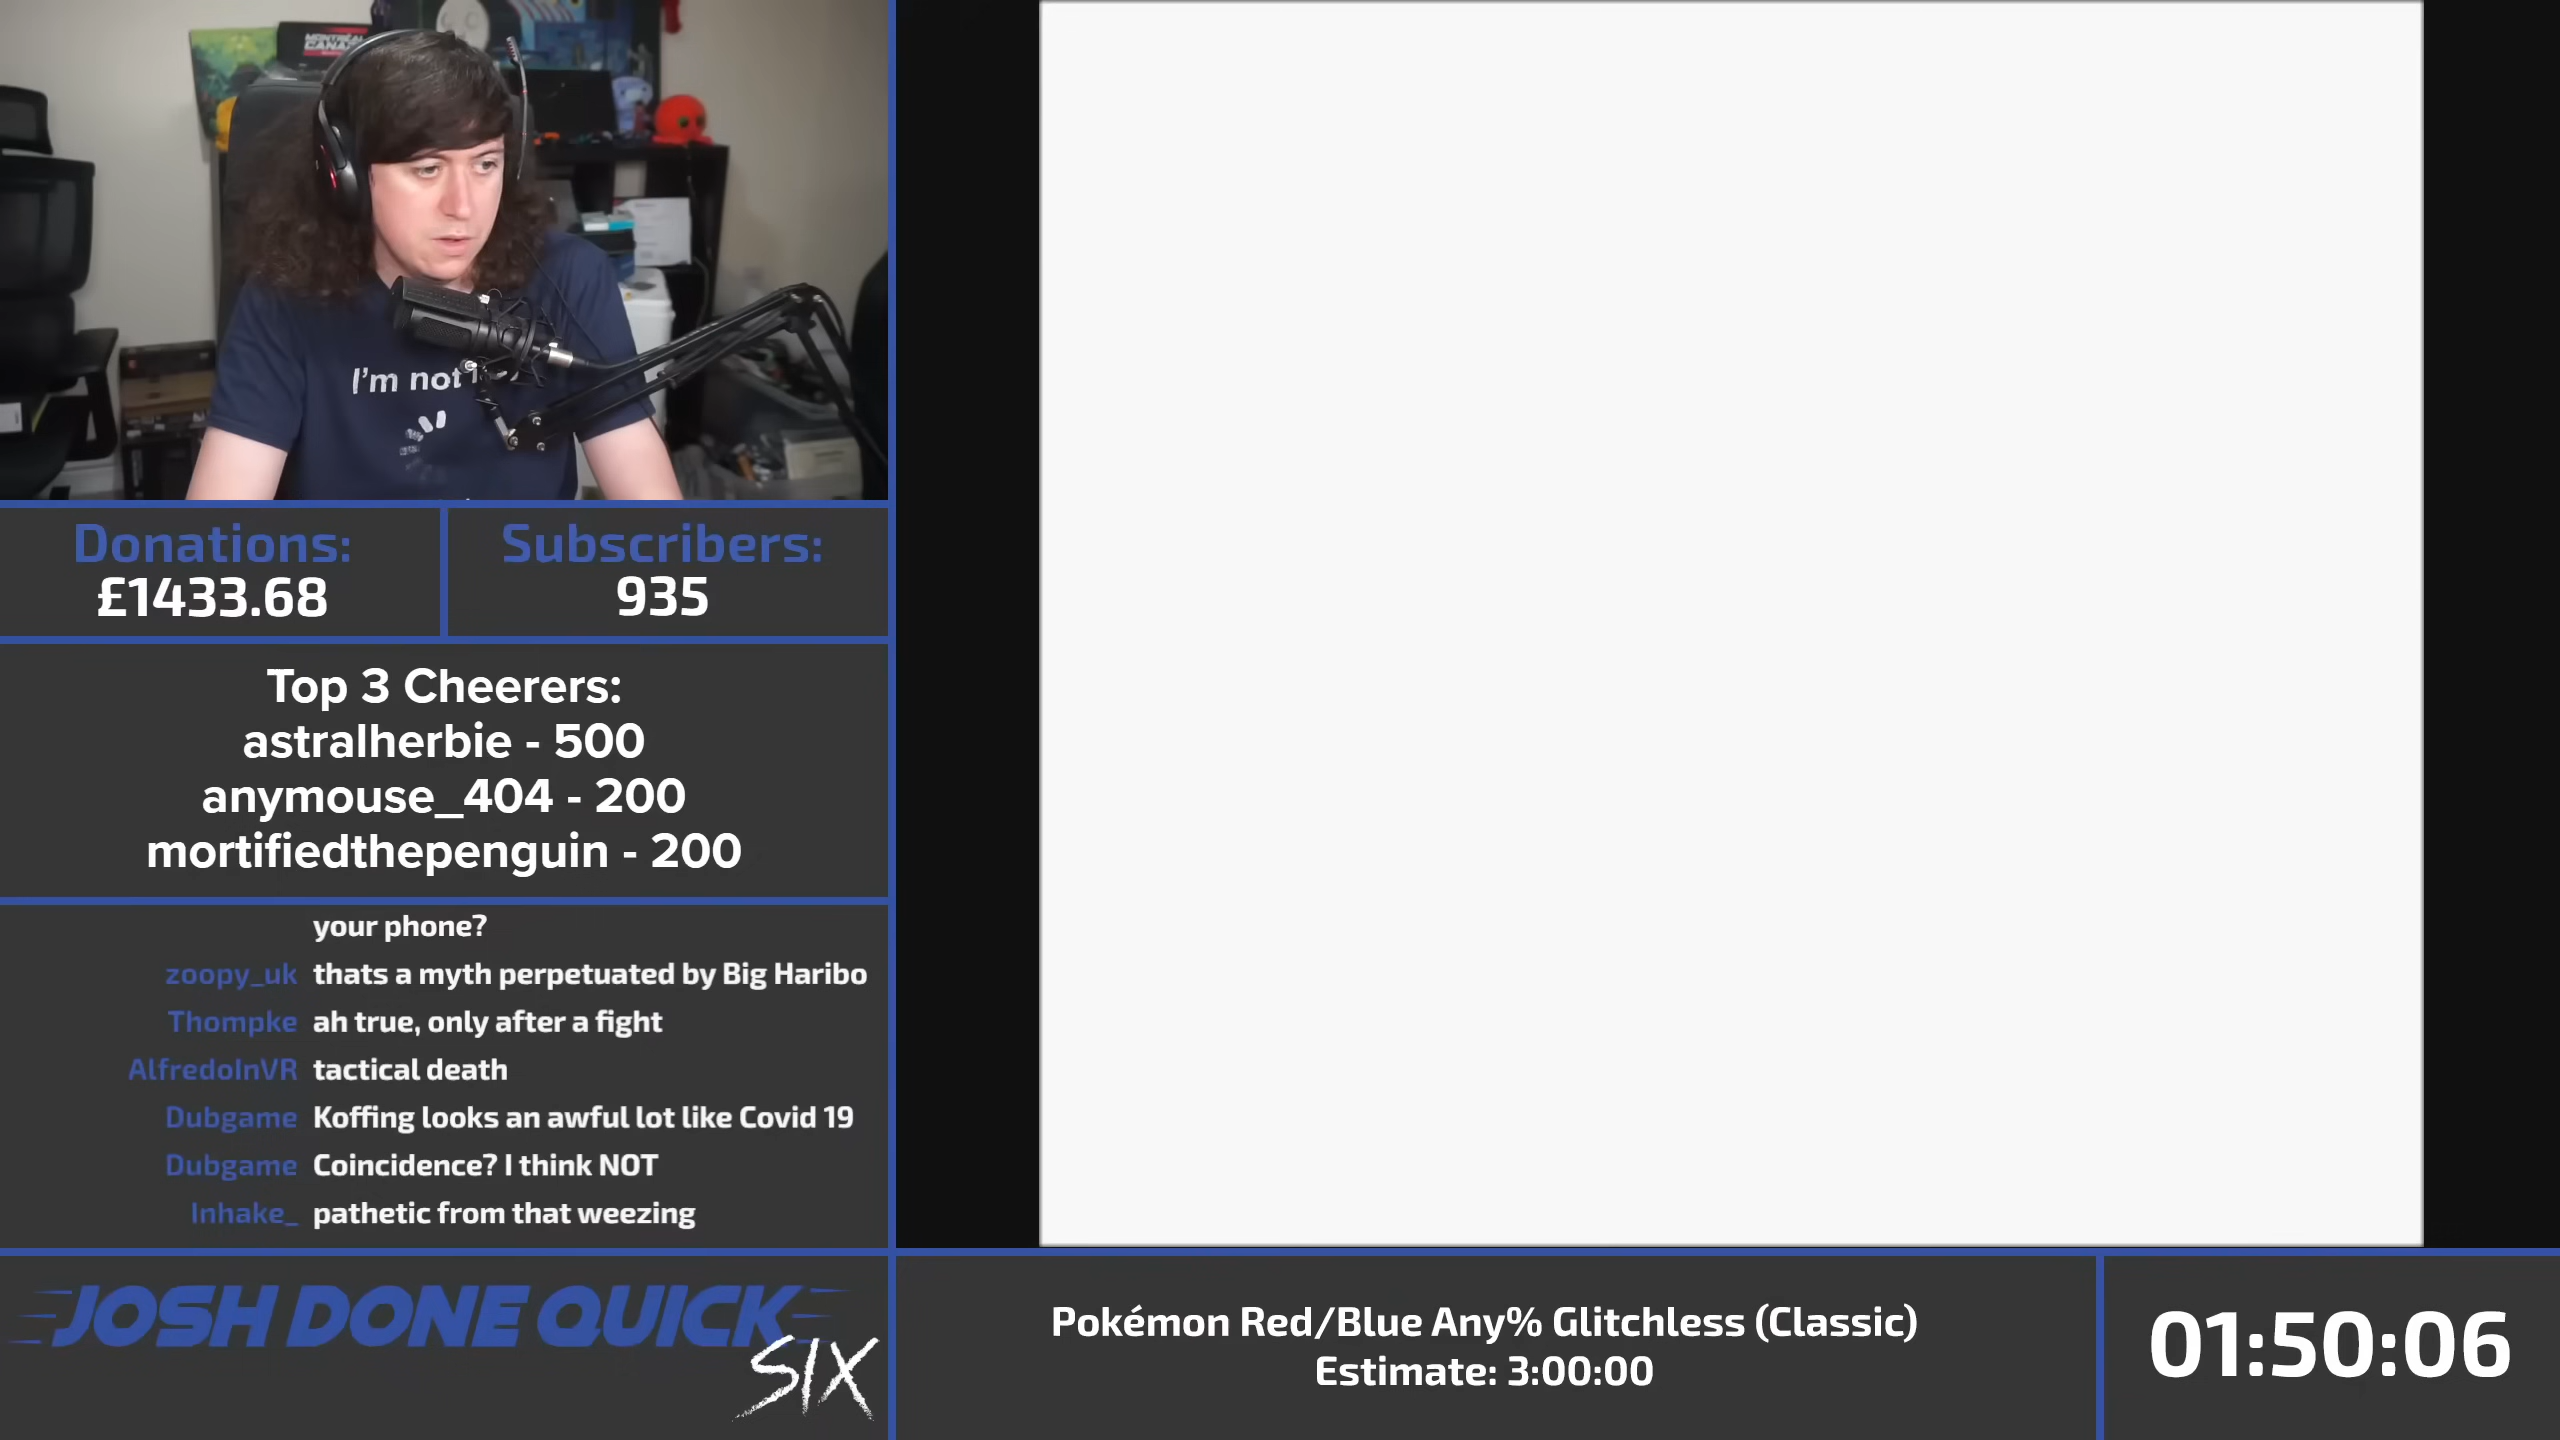 MONTREAL
CANADA
I'm not
Donations:
£1433.68
Subscribers:
935
Top 3 Cheerers:
astralherbie - 500
anymouse_404 - 200
mortifiedthepenguin - 200
your phone?
zoopy_uk thats a myth perpetuated by Big Haribo
Thompke ah true, only after a fight
AlfredoInVR tactical death
Dubgame Koffing looks an awful lot like Covid 19
Dubgame Coincidence? I think NOT
Inhake_ pathetic from that weezing
JOSH DONE QUICK
SIX
Pokémon Red/Blue Any% Glitchless (Classic)
Estimate: 3:00:00
01:50:06